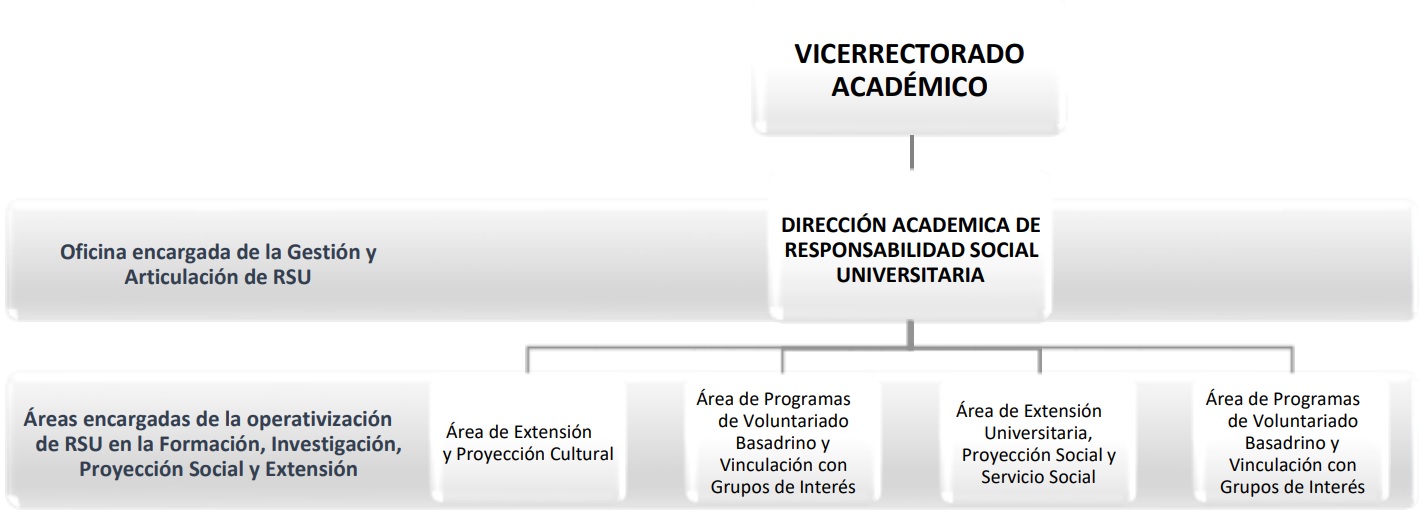 VICERRECTORADO
ACADÉMICO
Oficina encargada de la Gestión y
Articulación de RSU
DIRECCIÓN ACADEMICA DE
RESPONSABILIDAD SOCIAL
UNIVERSITARIA
Áreas encargadas de la operativización
de RSU en la Formación, Investigación,
Proyección Social y Extensión
Área de Extensión
y Proyección Cultural
Área de Programas
de Voluntariado
Basadrino y
Vinculación con
Grupos de Interés
Área de Extensión
Universitaria,
Proyección Social y
Servicio Social
Área de Programas
de Voluntariado
Basadrino y
Vinculación con
Grupos de Interés